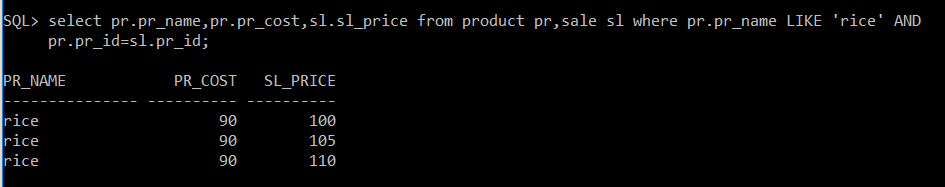 SQL> select pr.pr_name,pr.pr_cost,sl.sl_price from product pr,sale sl where pr.pr_name LIKE 'rice' AND
     pr.pr_id=sl.pr_id;
PR_NAME            PR_COST   SL_PRICE
--------------- ---------- ----------
rice                    90        100
rice                    90        105
rice                    90        110